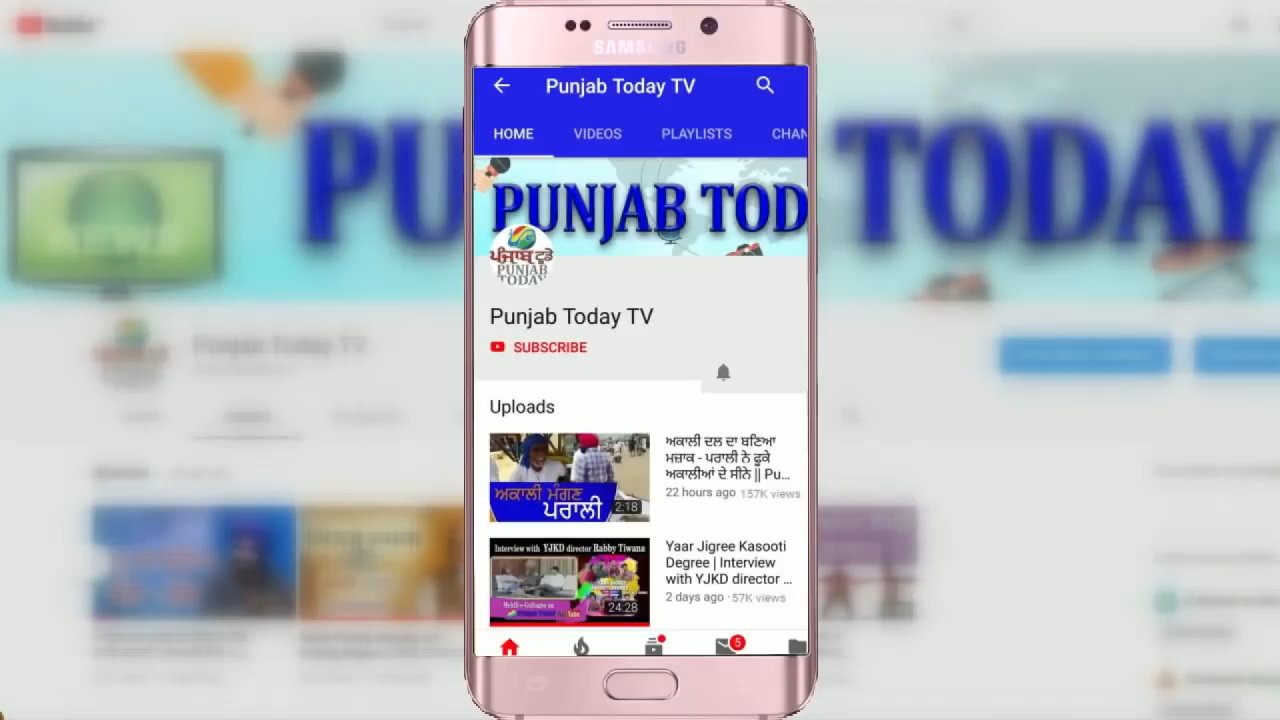 SAMSUNG
Punjab Today TV
HOME VIDEOS PLAYLISTS CHAN
PUNJAB TOD
ਪੰਜਾਬ ਟੂਡੇ
PUNJAB
TODAY
Punjab Today TV
SUBSCRIBE
Uploads
ਅਕਾਲੀ ਮੰਗਣ
ਪਰਾਲੀ
2:18
ਅਕਾਲੀ ਦਲ ਦਾ ਬਣਿਆ
ਮਜ਼ਾਕ - ਪਰਾਲੀ ਨੇ ਫੂਕੇ
ਅਕਾਲੀਆਂ ਦੇ ਸੀਨੇ || Pu...
22 hours ago 157K views
Interview with YJKD director Rabby Tiwana
24:28
Yaar Jigree Kasooti
Degree | Interview
with YJKD director ...
2 days ago · 57K views
5
PU
TODAY
Punjab Today TV